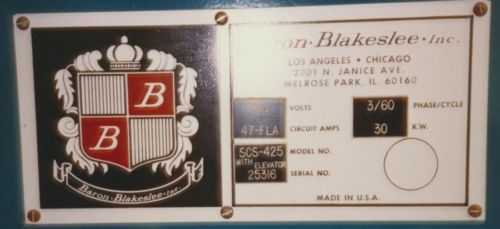 B
B
Baron-Blakeslee-Inc.
Baron·Blakeslee·Inc.
LOS ANGELES • CHICAGO
2001 N. JANICE AVE.
MELROSE PARK, IL 60160
VOLTS 3/60 PHASE/CYCLE
47-FLA CIRCUIT AMPS 30 K.W.
SCS-425 MODEL NO.
WITH ELEVATOR
25316 SERIAL NO.
MADE IN U.S.A.